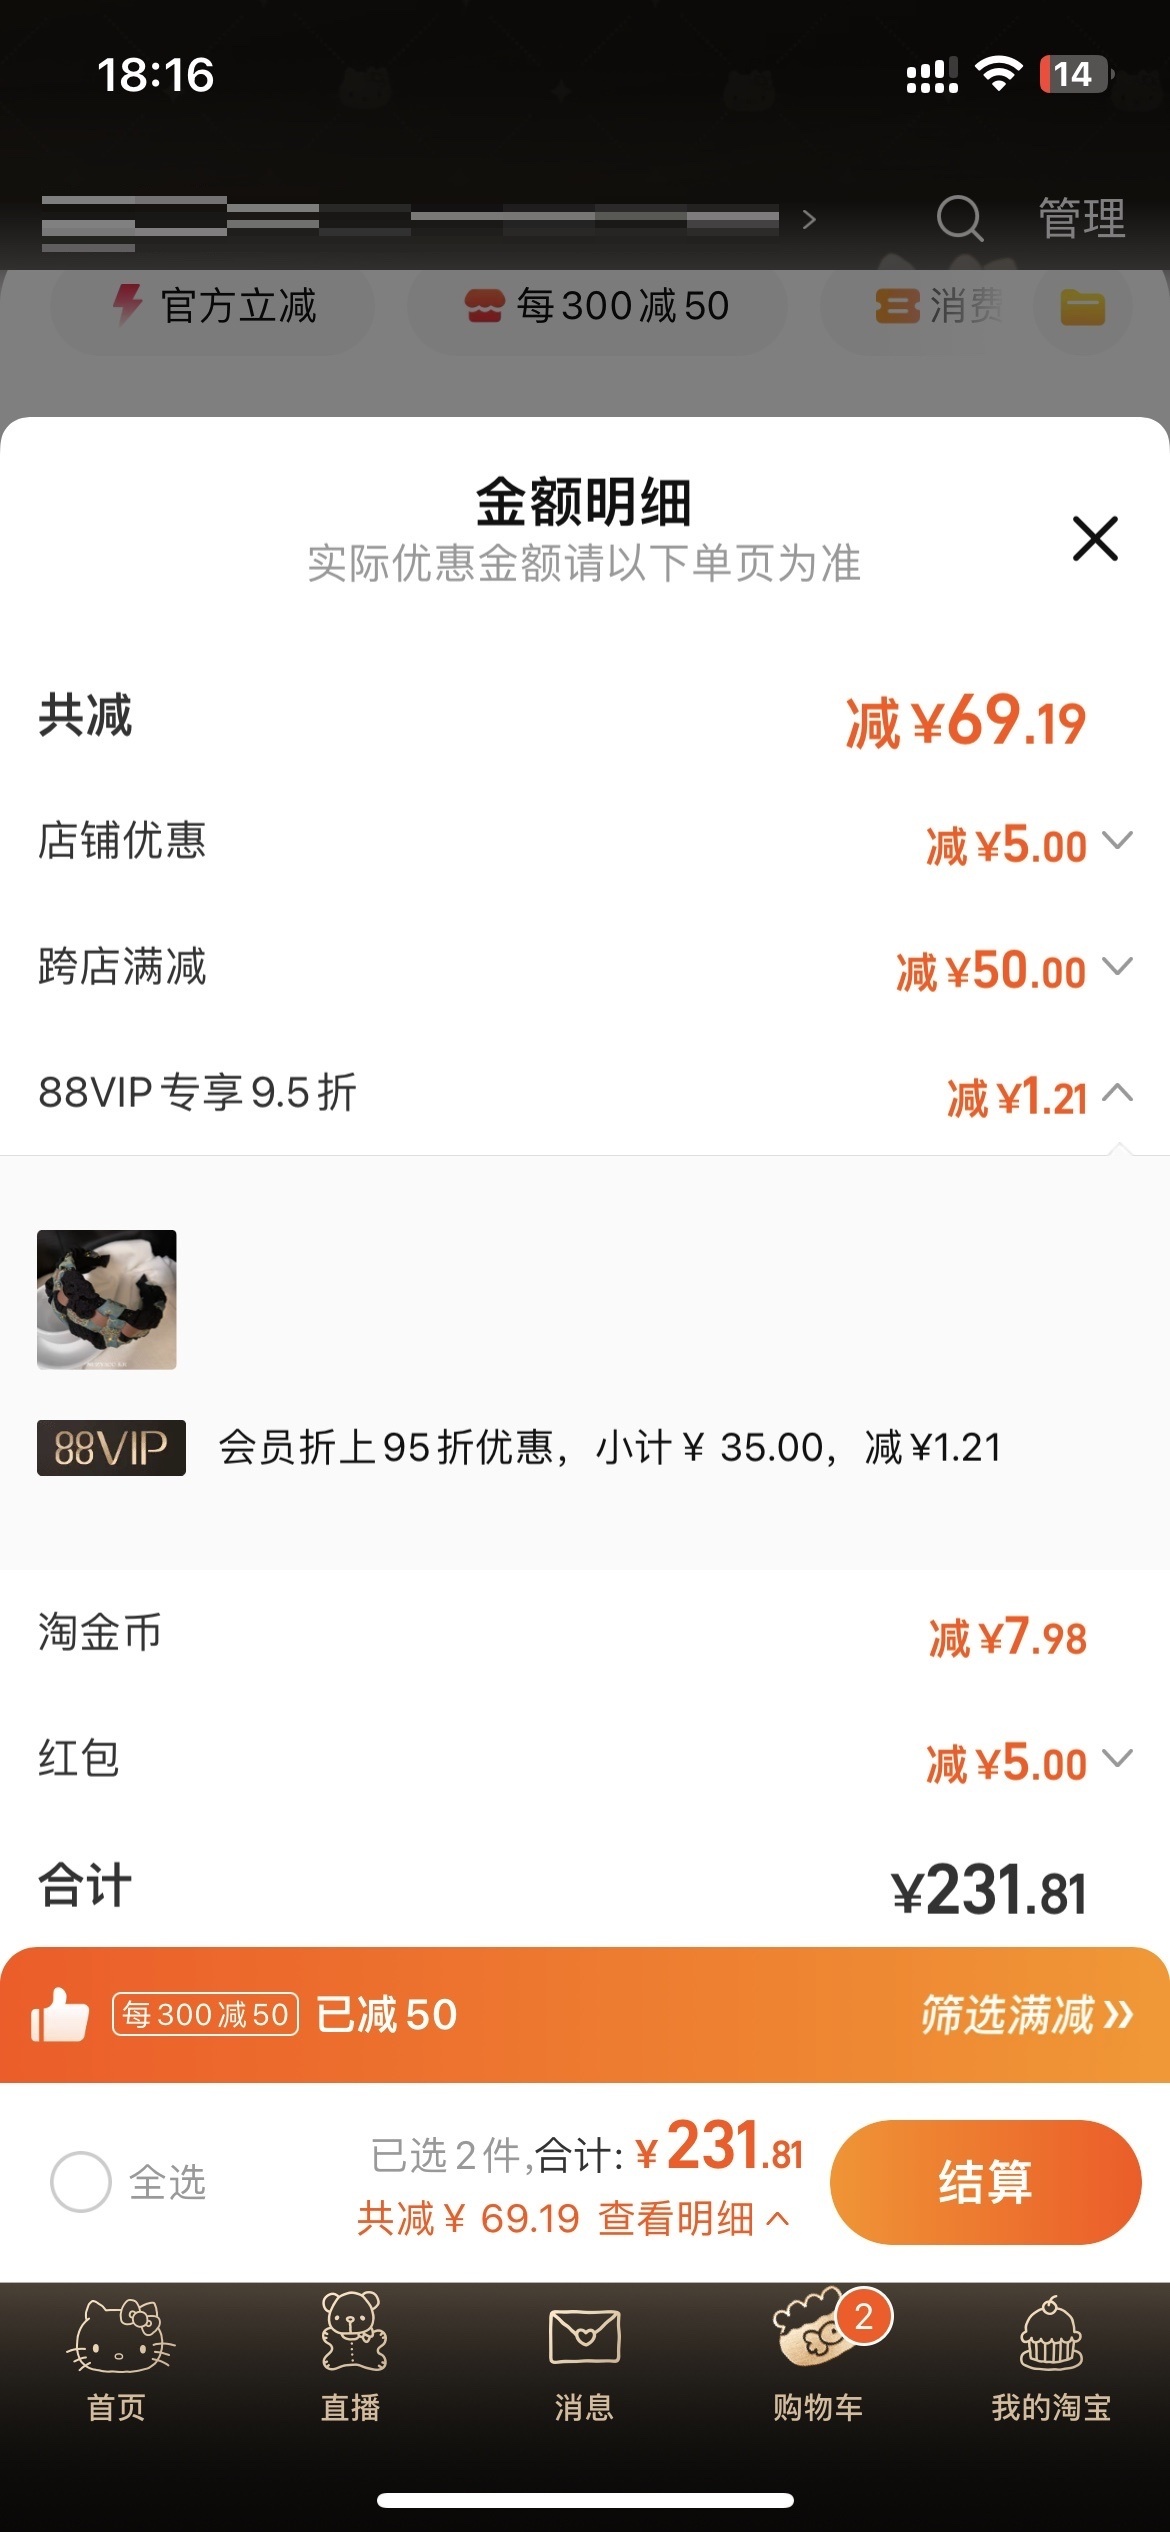 18:16
14
管理
官方立减
每300减50
消费
金额明细
实际优惠金额请以下单页为准
共减
减¥69.19
店铺优惠
减¥5.00
跨店满减
减¥50.00
88VIP专享9.5折
减¥1.21
88VIP 会员折上95折优惠，小计¥ 35.00，减¥1.21
淘金币
减¥7.98
红包
减¥5.00
合计
¥231.81
每300减50 已减50
筛选满减
全选
已选2件,合计:¥231.81
共减¥ 69.19 查看明细
结算
2
首页
直播
消息
购物车
我的淘宝